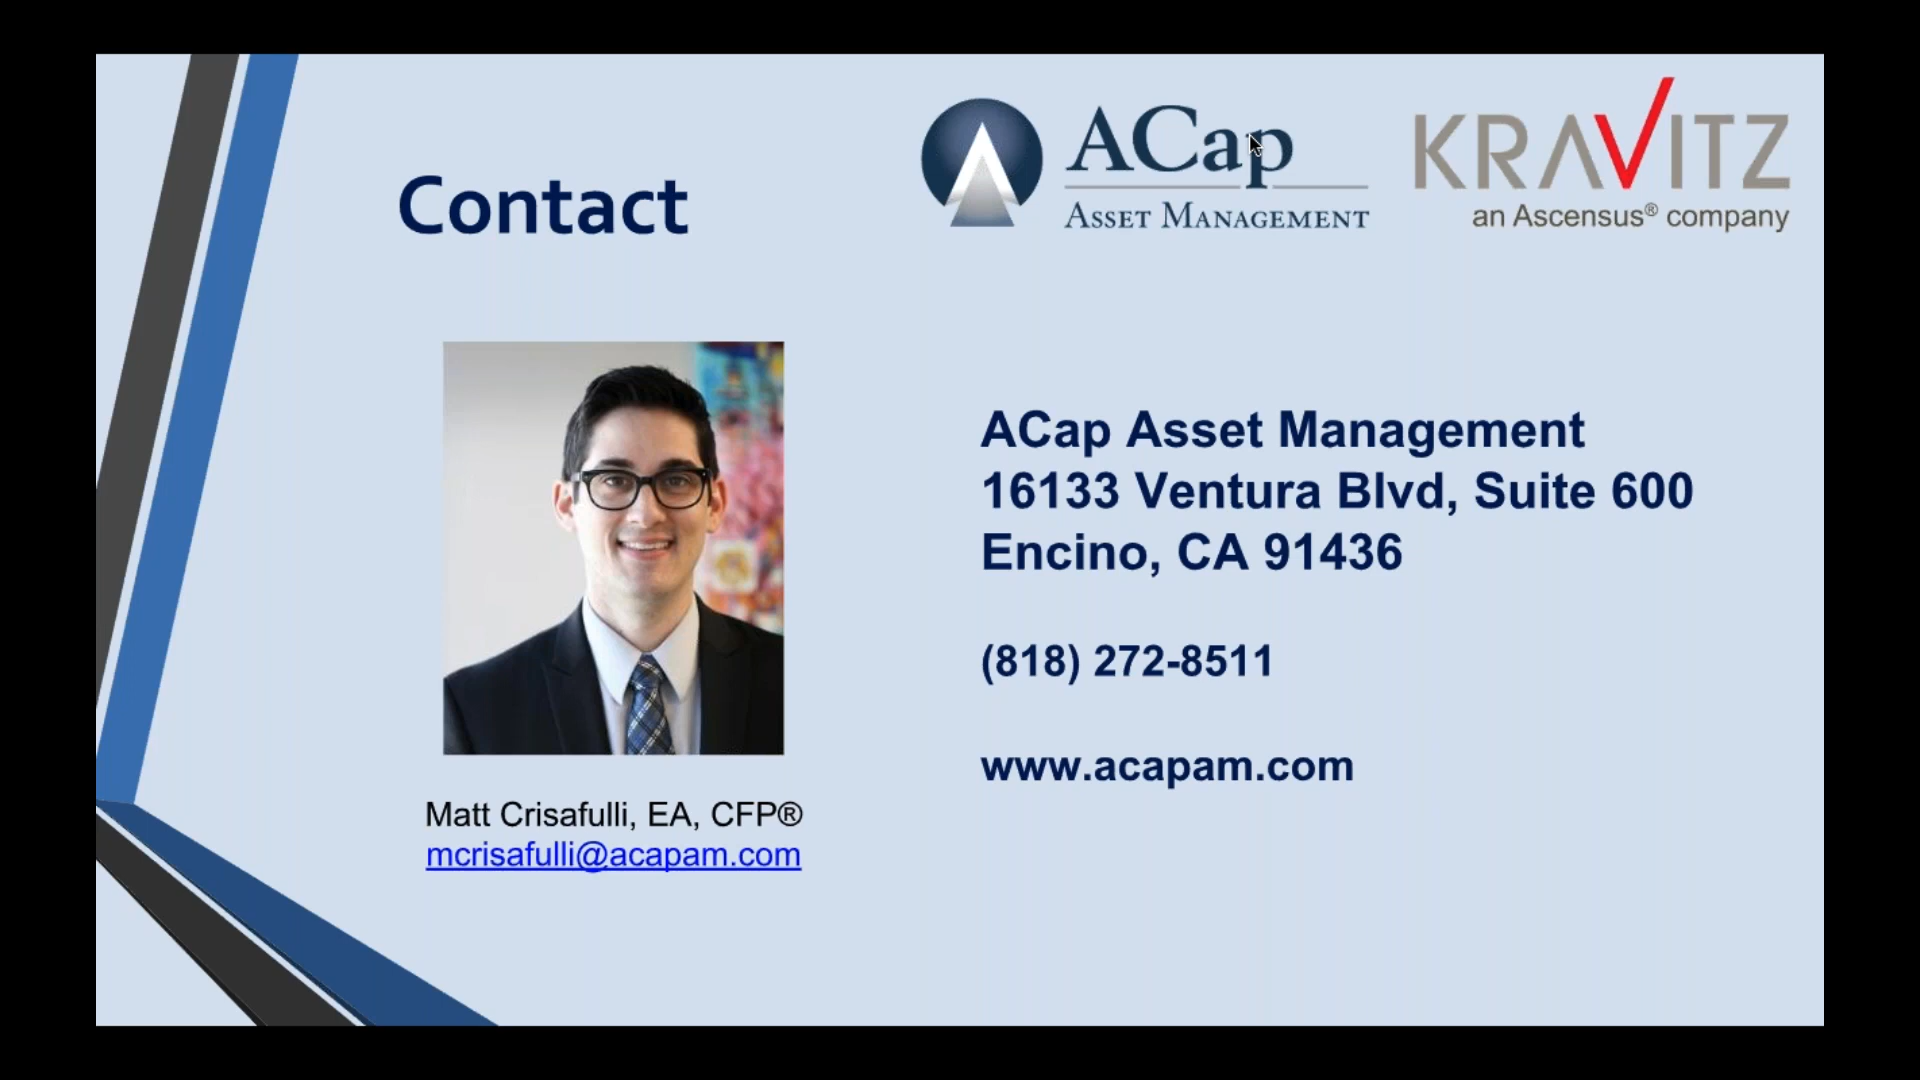 Contact
ACap
ASSET MANAGEMENT
KRAVITZ
an Ascensus® company
ACap Asset Management
16133 Ventura Blvd, Suite 600
Encino, CA 91436
(818) 272-8511
www.acapam.com
Matt Crisafulli, EA, CFP®
mcrisafulli@acapam.com